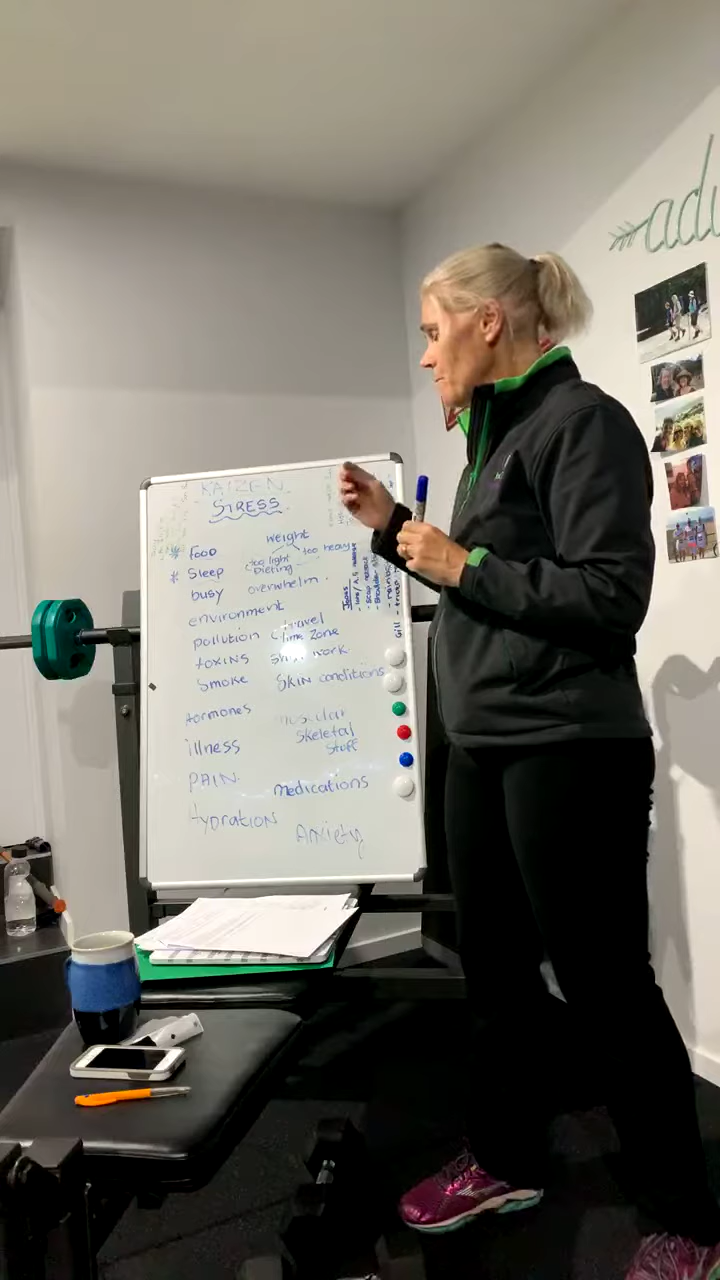 KAIZEN
STRESS
weight
* Food
too light too heavy
* Sleep
Dieting
busy overwhelm
environment
travel
pollution
time zone
toxins
work
Smoke
SKIN conditions
Hormones
muscular
skeletal
stuff
illness
PAIN
medications
Hydration
Anxiety
adv